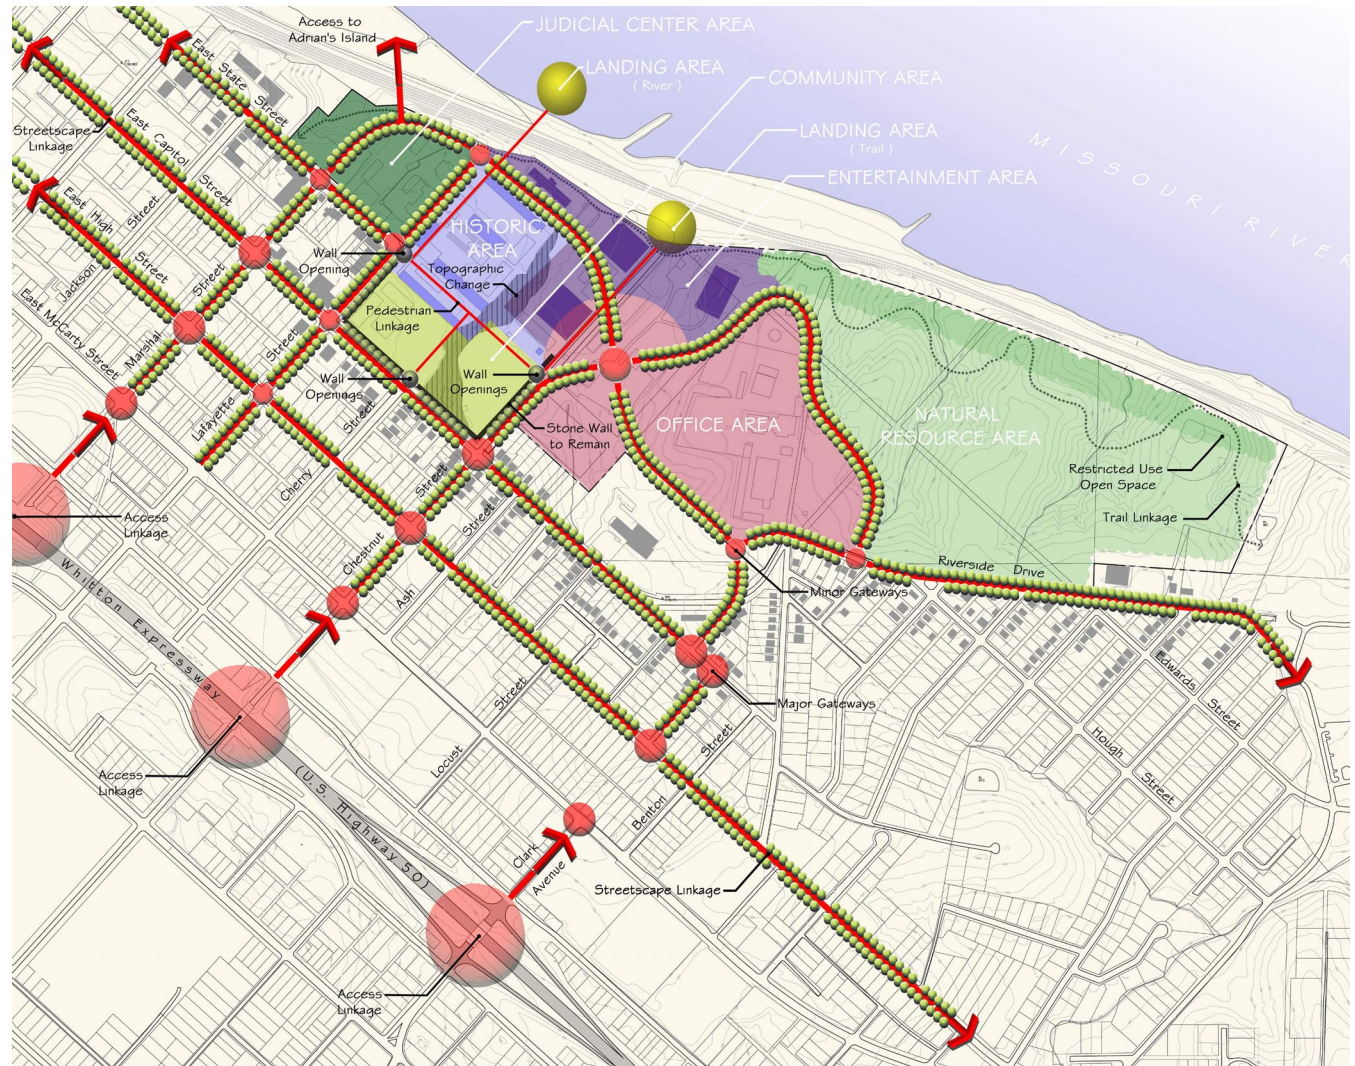 Access to
Adrian's Island
JUDICIAL CENTER AREA
LANDING AREA
( River )
COMMUNITY AREA
LANDING AREA
( Trail )
ENTERTAINMENT AREA
MISSOURI RIVER
East State Street
Streetscape
Linkage
East Capitol Street
East High Street
Jackson Street
East McCarty Street
Marshal Street
Lafayette Street
Cherry Street
Wall
Opening
HISTORIC
AREA
Topographic
Change
Pedestrian
Linkage
Wall
Openings
Wall
Openings
Stone Wall
to Remain
OFFICE AREA
NATURAL
RESOURCE AREA
Restricted Use
Open Space
Trail Linkage
Access
Linkage
Chestnut Street
Ash Street
Riverside Drive
Minor Gateways
Major Gateways
Whitton Expressway
(U.S. Highway 50)
Access
Linkage
Locust Street
Benton Street
Edwards Street
Hough Street
Clark
Avenue
Streetscape Linkage
Access
Linkage